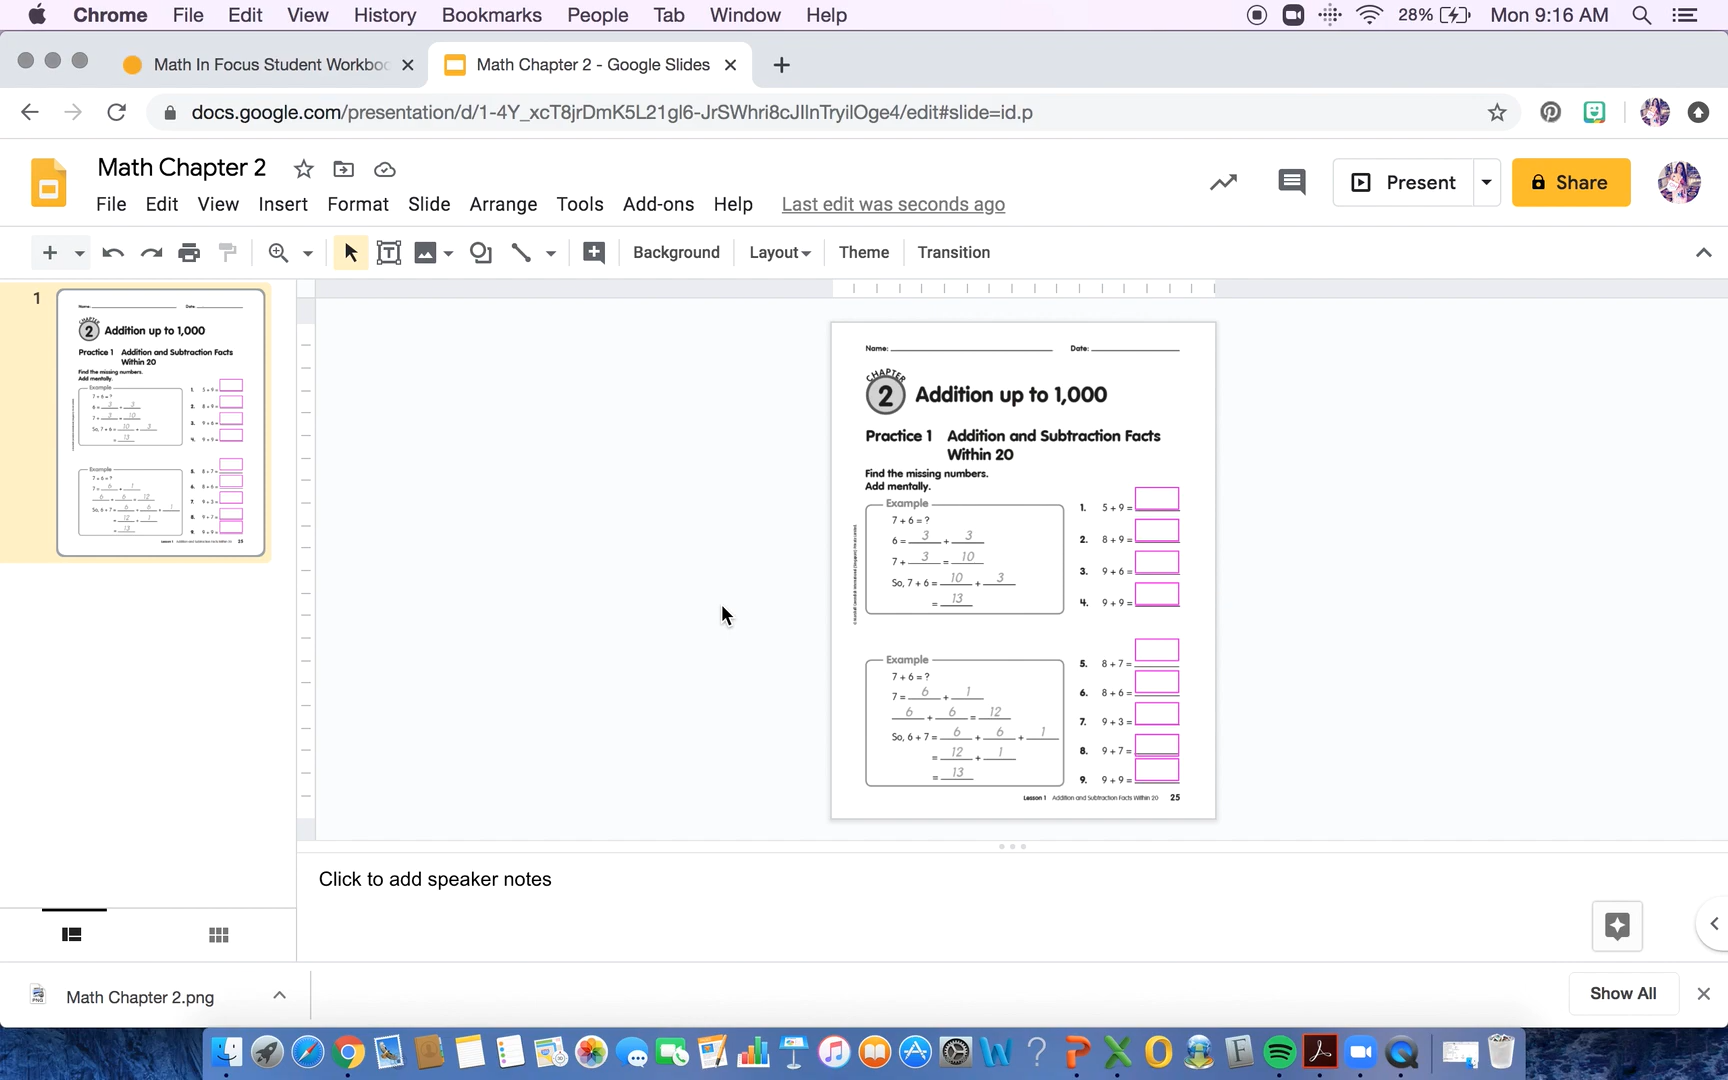 Chrome File Edit View History Bookmarks People Tab Window Help 28% Mon 9:16 AM
Math In Focus Student Workboo Math Chapter 2 - Google Slides
docs.google.com/presentation/d/1-4Y_xcT8jrDmK5L21gl6-JrSWhri8cJIlnTryilOge4/edit#slide=id.p
Math Chapter 2
Present Share
File Edit View Insert Format Slide Arrange Tools Add-ons Help Last edit was seconds ago
Background Layout Theme Transition
1
Name: Date:
CHAPTER
2 Addition up to 1,000
Practice 1 Addition and Subtraction Facts
Within 20
Find the missing numbers.
Add mentally.
Example
7 + 6 = ?
6 = 3 + 3
7 + 3 = 10
So, 7 + 6 = 10 + 3
= 13
1. 5 + 9 =
2. 8 + 9 =
3. 9 + 6 =
4. 9 + 9 =
Example
7 + 6 = ?
7 = 6 + 1
6 + 6 = 12
So, 6 + 7 = 6 + 6 + 1
= 12 + 1
= 13
5. 8 + 7 =
6. 8 + 6 =
7. 9 + 3 =
8. 9 + 7 =
9. 9 + 9 =
Lesson 1 Addition and Subtraction Facts Within 20 25
Click to add speaker notes
Math Chapter 2.png
Show All